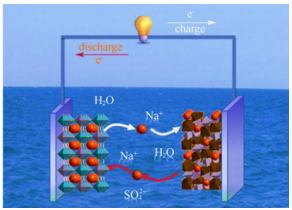 e⁻
charge
discharge
e⁻
H₂O
Na⁺
Na⁺
H₂O
SO₄²⁻